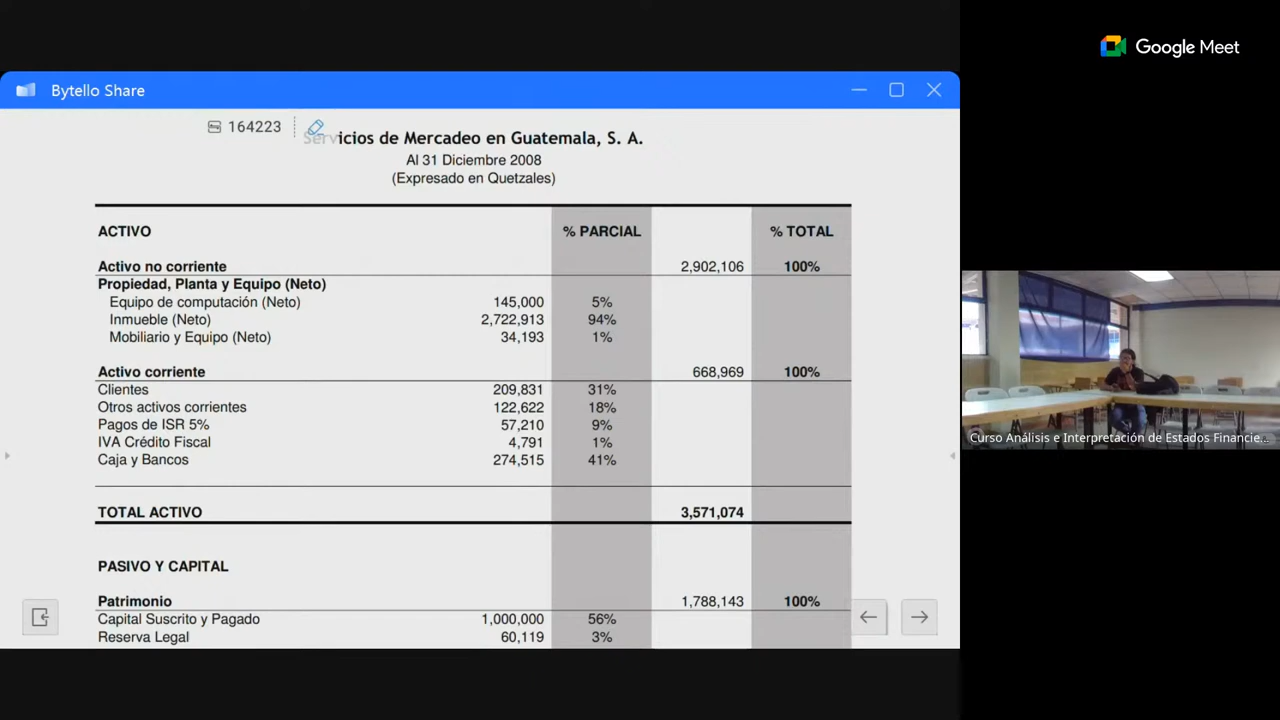 Google Meet
Bytello Share
164223
Servicios de Mercadeo en Guatemala, S. A.
Al 31 Diciembre 2008
(Expresado en Quetzales)
ACTIVO % PARCIAL % TOTAL
Activo no corriente 2,902,106 100%
Propiedad, Planta y Equipo (Neto)
Equipo de computación (Neto) 145,000 5%
Inmueble (Neto) 2,722,913 94%
Mobiliario y Equipo (Neto) 34,193 1%
Activo corriente 668,969 100%
Clientes 209,831 31%
Otros activos corrientes 122,622 18%
Pagos de ISR 5% 57,210 9%
IVA Crédito Fiscal 4,791 1%
Caja y Bancos 274,515 41%
TOTAL ACTIVO 3,571,074
PASIVO Y CAPITAL
Patrimonio 1,788,143 100%
Capital Suscrito y Pagado 1,000,000 56%
Reserva Legal 60,119 3%
Curso Análisis e Interpretación de Estados Financie...